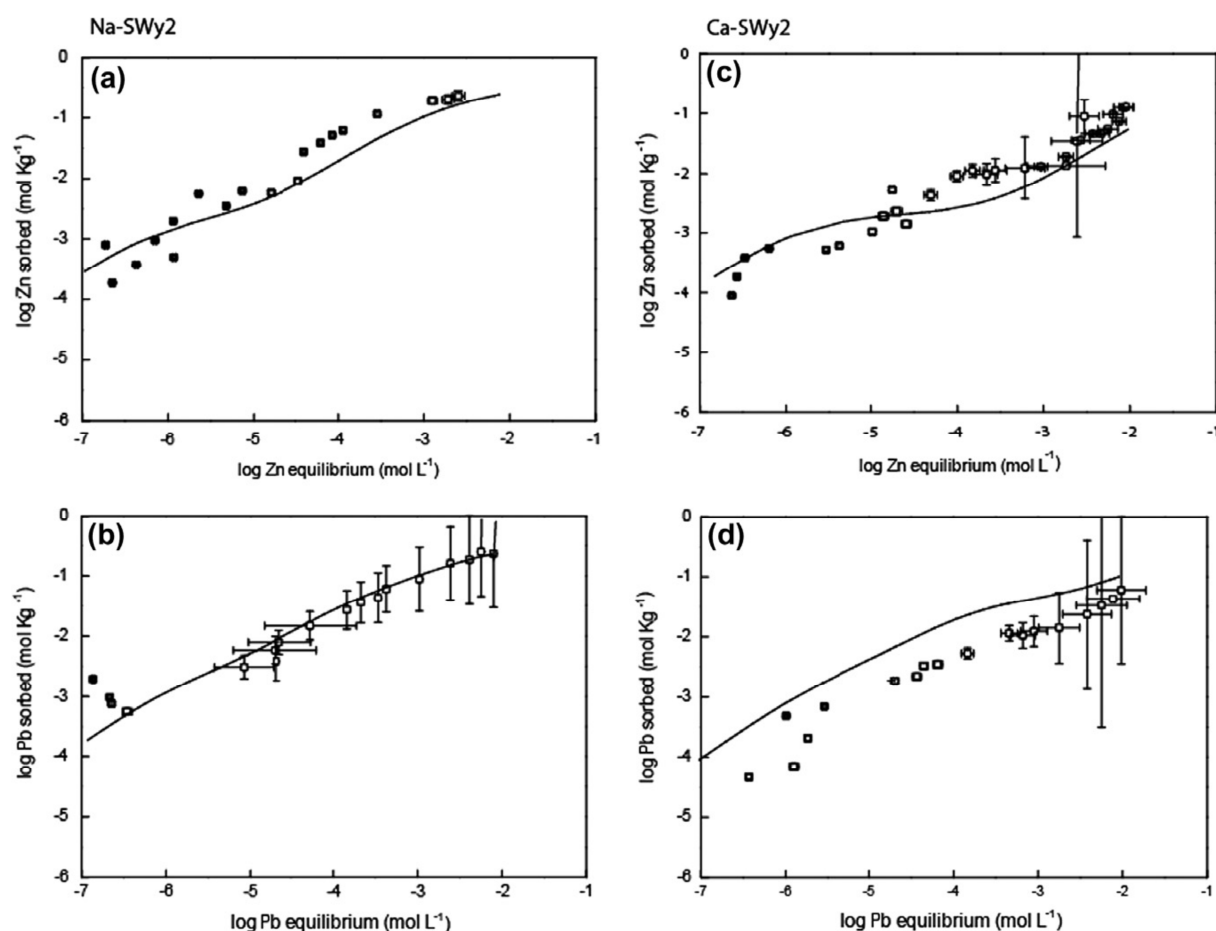 Na-SWy2
Ca-SWy2
(a)
0
-1
-2
-3
-4
-5
-6
log Zn sorbed (mol Kg⁻¹)
-7 -6 -5 -4 -3 -2 -1
log Zn equilibrium (mol L⁻¹)
(c)
0
-1
-2
-3
-4
-5
-6
log Zn sorbed (mol Kg⁻¹)
-7 -6 -5 -4 -3 -2 -1
log Zn equilibrium (mol L⁻¹)
(b)
0
-1
-2
-3
-4
-5
-6
log Pb sorbed (mol Kg⁻¹)
-7 -6 -5 -4 -3 -2 -1
log Pb equilibrium (mol L⁻¹)
(d)
0
-1
-2
-3
-4
-5
-6
log Pb sorbed (mol Kg⁻¹)
-7 -6 -5 -4 -3 -2 -1
log Pb equilibrium (mol L⁻¹)